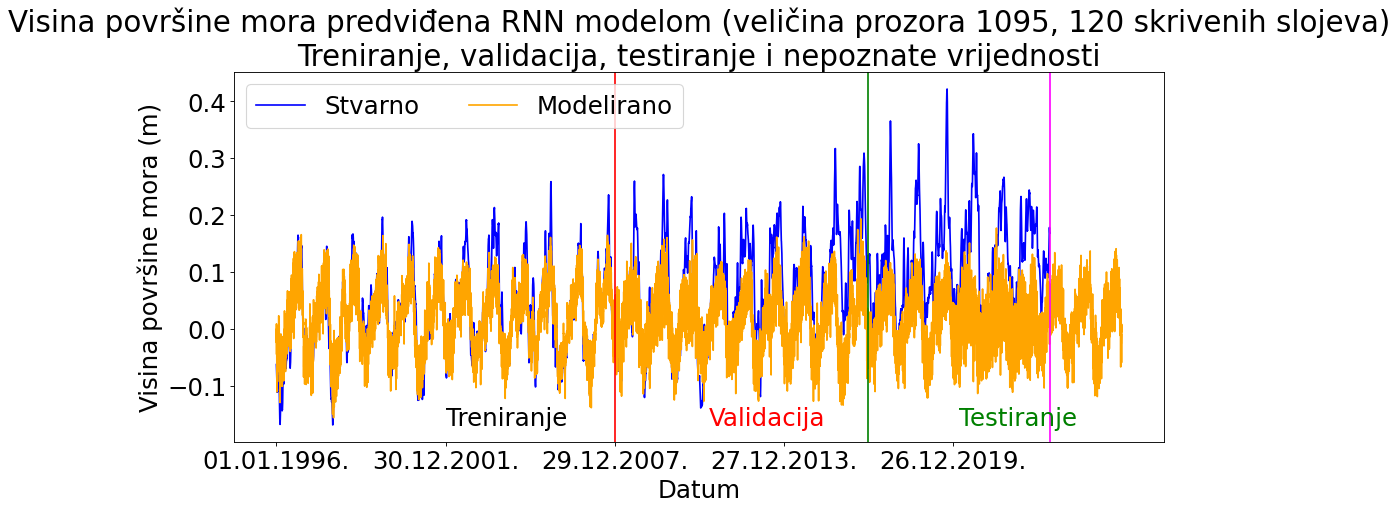 Visina površine mora predviđena RNN modelom (veličina prozora 1095, 120 skrivenih slojeva)
Treniranje, validacija, testiranje i nepoznate vrijednosti
Stvarno Modelirano
Visina površine mora (m)
0.4
0.3
0.2
0.1
0.0
−0.1
Treniranje Validacija Testiranje
01.01.1996. 30.12.2001. 29.12.2007. 27.12.2013. 26.12.2019.
Datum